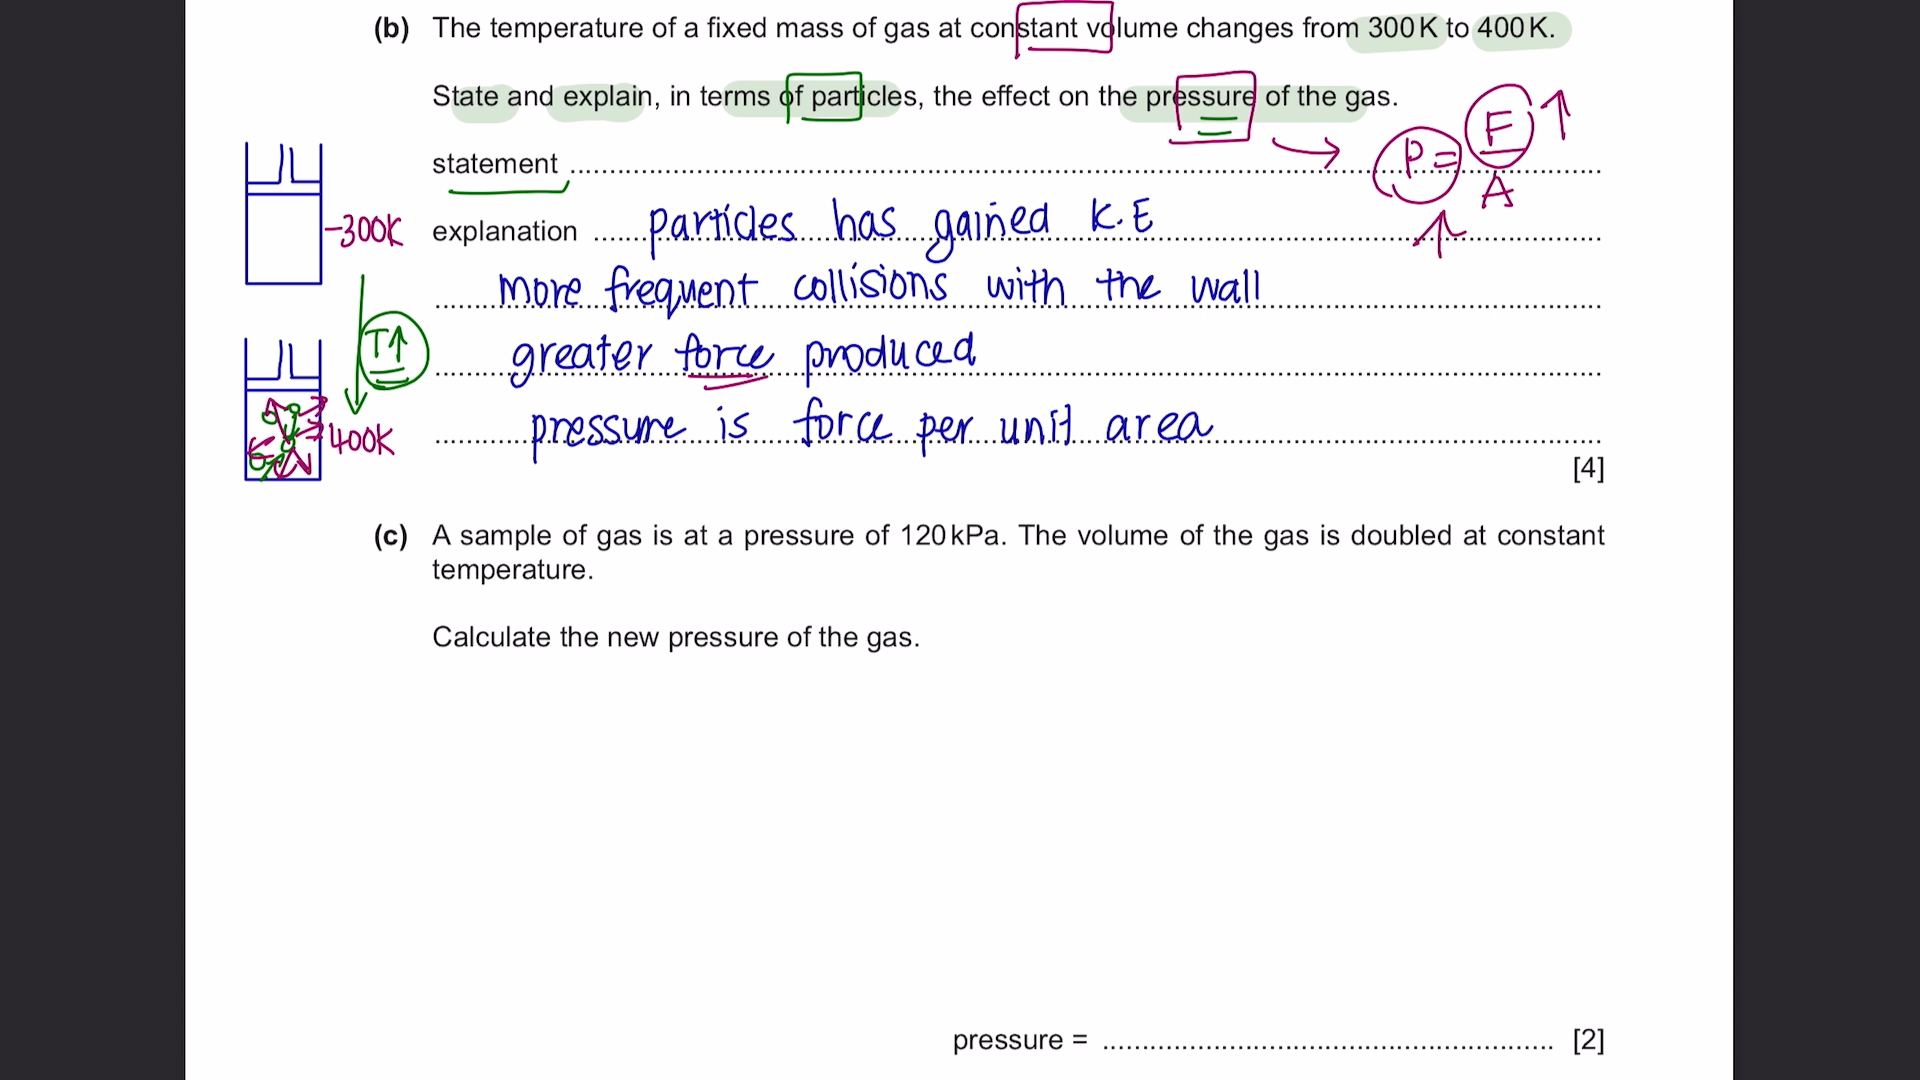 (b) The temperature of a fixed mass of gas at constant volume changes from 300 K to 400 K.
State and explain, in terms of particles, the effect on the pressure of the gas.
P = F
A
statement
-300K
explanation particles has gained K.E
more frequent collisions with the wall
T↑
greater force produced
400K
pressure is force per unit area
[4]
(c) A sample of gas is at a pressure of 120 kPa. The volume of the gas is doubled at constant
temperature.
Calculate the new pressure of the gas.
pressure = [2]